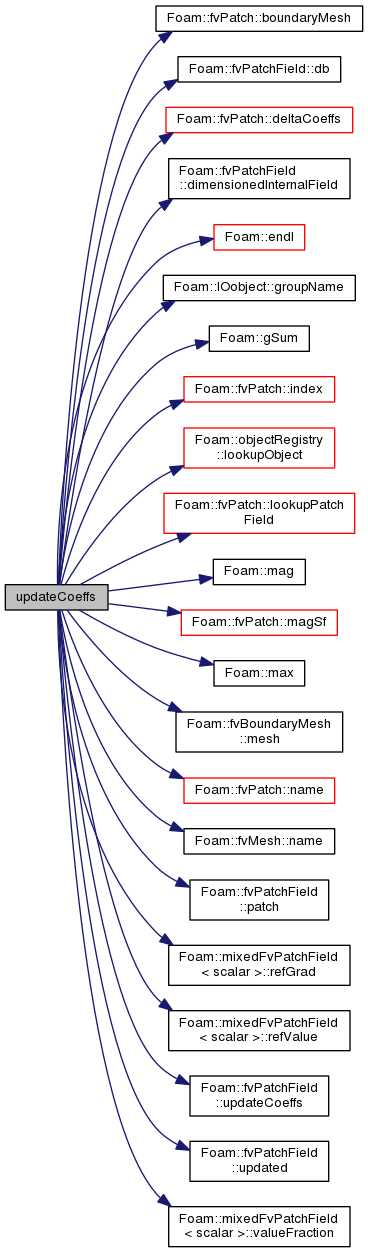 Foam::fvPatch::boundaryMesh
Foam::fvPatchField::db
Foam::fvPatch::deltaCoeffs
Foam::fvPatchField
::dimensionedInternalField
Foam::endl
Foam::IOobject::groupName
Foam::gSum
Foam::fvPatch::index
Foam::objectRegistry
::lookupObject
Foam::fvPatch::lookupPatch
Field
updateCoeffs
Foam::mag
Foam::fvPatch::magSf
Foam::max
Foam::fvBoundaryMesh
::mesh
Foam::fvPatch::name
Foam::fvMesh::name
Foam::fvPatchField
::patch
Foam::mixedFvPatchField
< scalar >::refGrad
Foam::mixedFvPatchField
< scalar >::refValue
Foam::fvPatchField
::updateCoeffs
Foam::fvPatchField
::updated
Foam::mixedFvPatchField
< scalar >::valueFraction